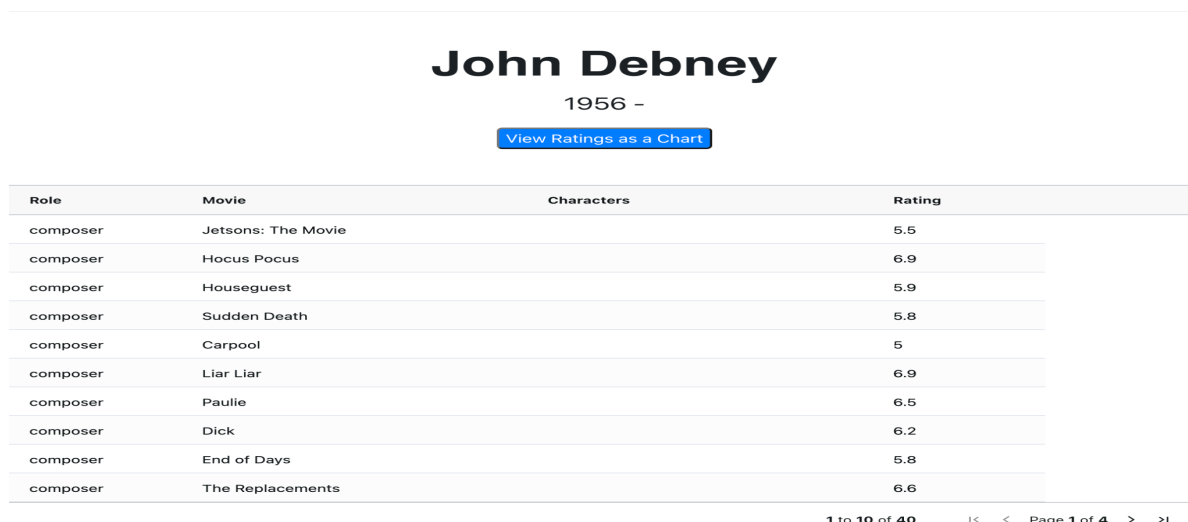 John Debney
1956 -
View Ratings as a Chart
Role Movie Characters Rating
composer Jetsons: The Movie 5.5
composer Hocus Pocus 6.9
composer Houseguest 5.9
composer Sudden Death 5.8
composer Carpool 5
composer Liar Liar 6.9
composer Paulie 6.5
composer Dick 6.2
composer End of Days 5.8
composer The Replacements 6.6
1 to 10 of 40 |< < Page 1 of 4 > >|